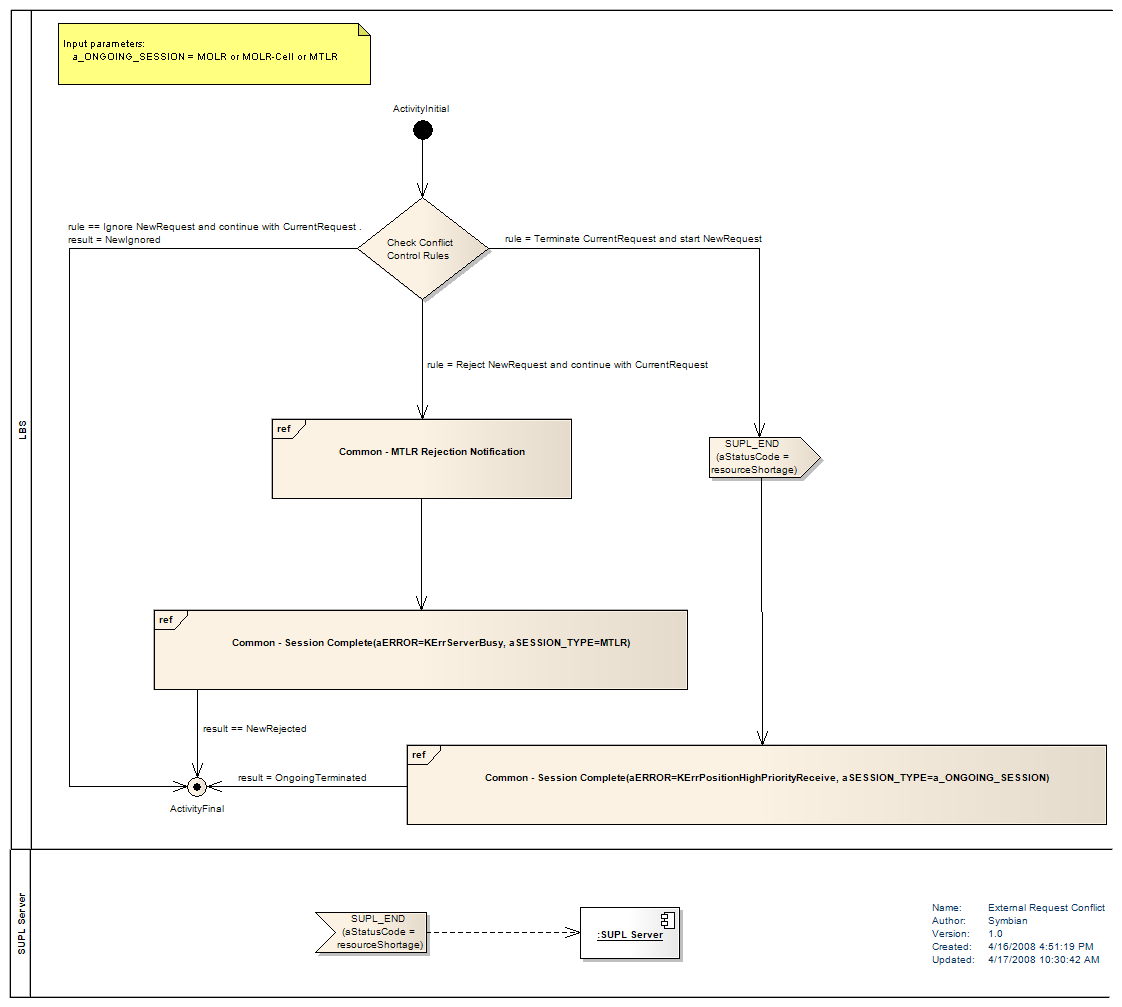 Input parameters:
a_ONGOING_SESSION = MOLR or MOLR-Cell or MTLR
ActivityInitial
rule == Ignore NewRequest and continue with CurrentRequest .
result = NewIgnored
Check Conflict
Control Rules
rule = Terminate CurrentRequest and start NewRequest
rule = Reject NewRequest and continue with CurrentRequest
LBS
ref
Common - MTLR Rejection Notification
SUPL_END
(aStatusCode =
resourceShortage)
ref
Common - Session Complete(aERROR=KErrServerBusy, aSESSION_TYPE=MTLR)
result == NewRejected
ref
Common - Session Complete(aERROR=KErrPositionHighPriorityReceive, aSESSION_TYPE=a_ONGOING_SESSION)
result = OngoingTerminated
ActivityFinal
SUPL Server
SUPL_END
(aStatusCode =
resourceShortage)
:SUPL Server
Name: External Request Conflict
Author: Symbian
Version: 1.0
Created: 4/16/2008 4:51:19 PM
Updated: 4/17/2008 10:30:42 AM